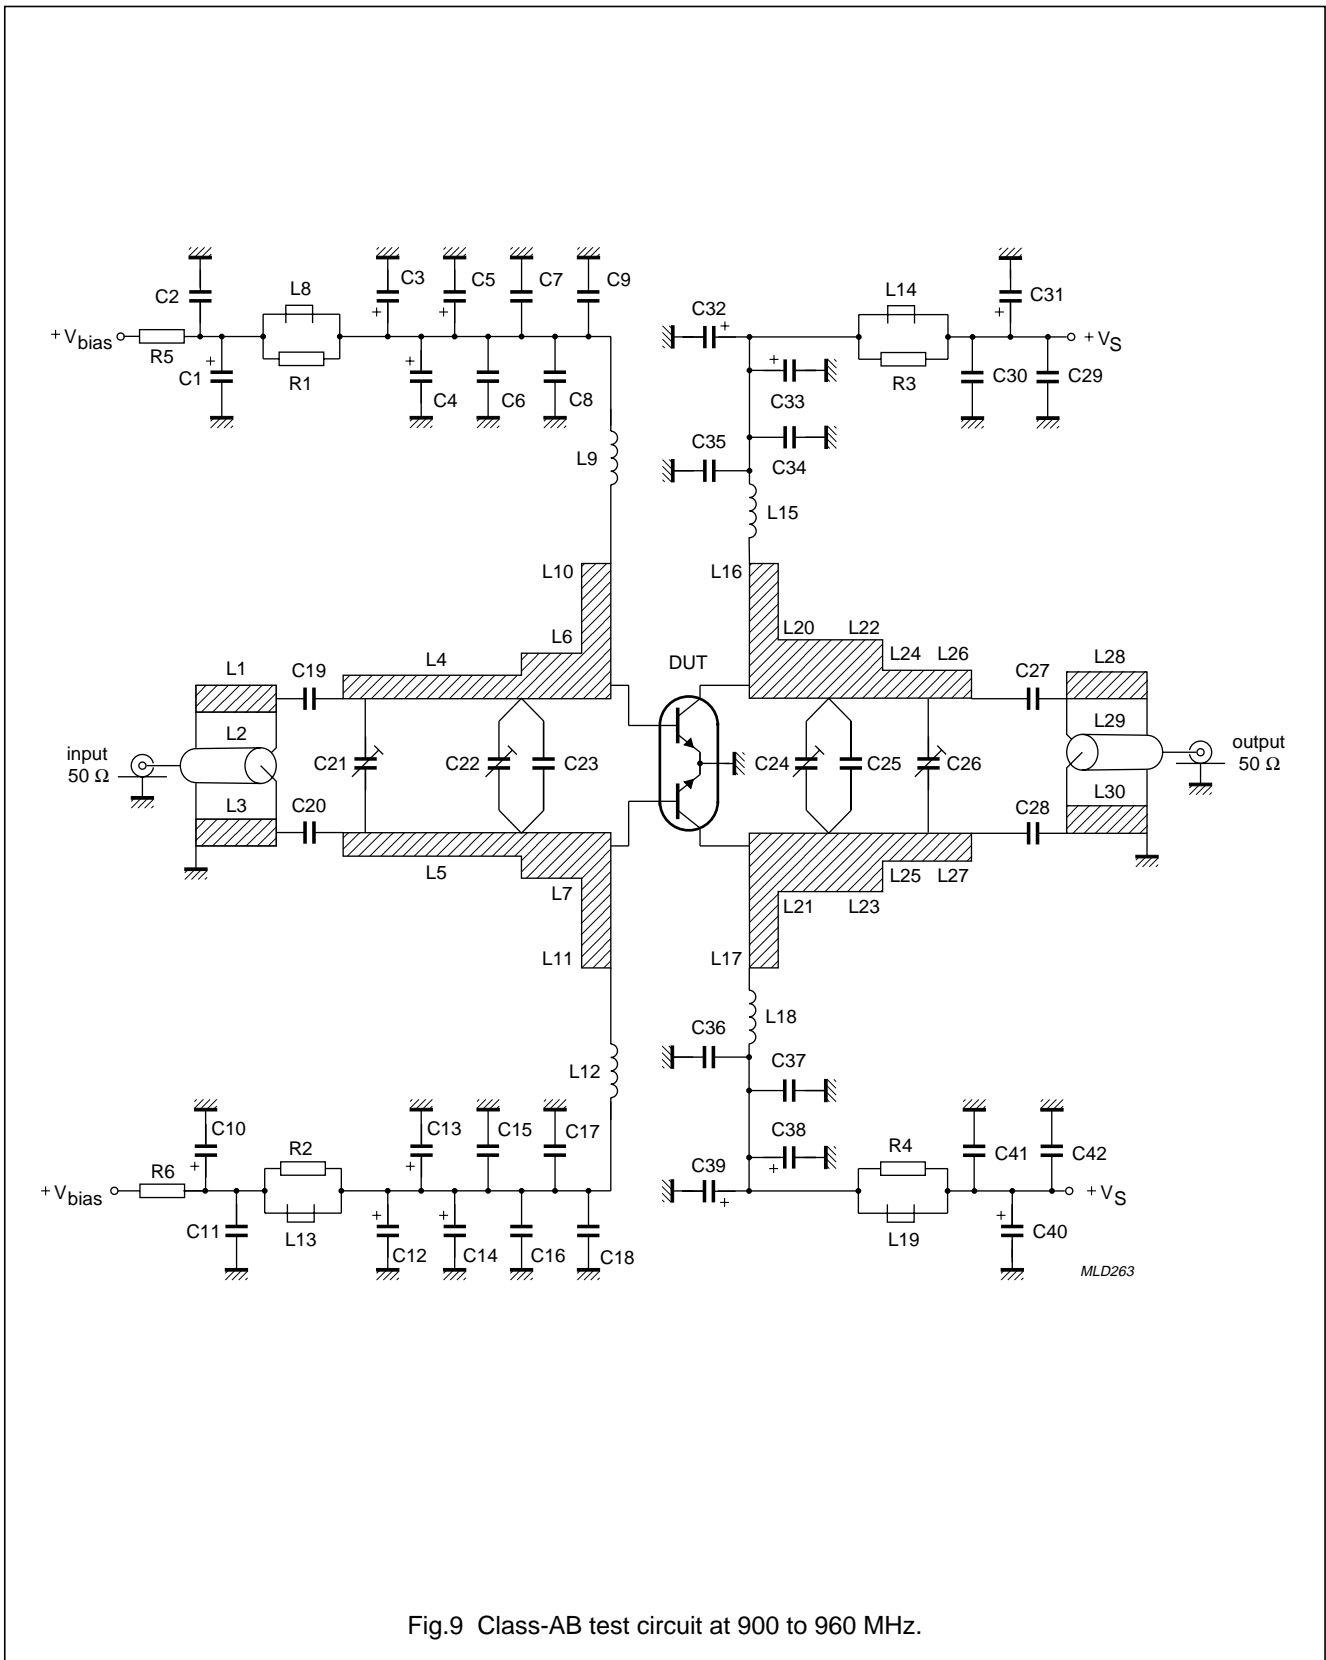 C2
L8
C3
C5
C7
C9
C32
L14
C31
+ Vbias
R5
C1
R1
C4
C6
C8
+
+
+
+
+
+
+
+ VS
C33
R3
C30
C29
L9
C35
C34
L15
L10
L16
L6
L20
L22
L1
C19
L4
DUT
L24
L26
C27
L28
input
50 Ω
L2
C21
C22
C23
C24
C25
C26
L29
output
50 Ω
L3
C20
L5
L7
L25
L27
C28
L30
L21
L23
L11
L17
L12
C36
L18
C37
C10
R2
C13
C15
C17
C38
R4
C41
C42
+ Vbias
R6
+
+
C39
+
+
+ VS
C11
L13
+
C12
+
C14
C16
C18
L19
+
C40
MLD263
Fig.9 Class-AB test circuit at 900 to 960 MHz.